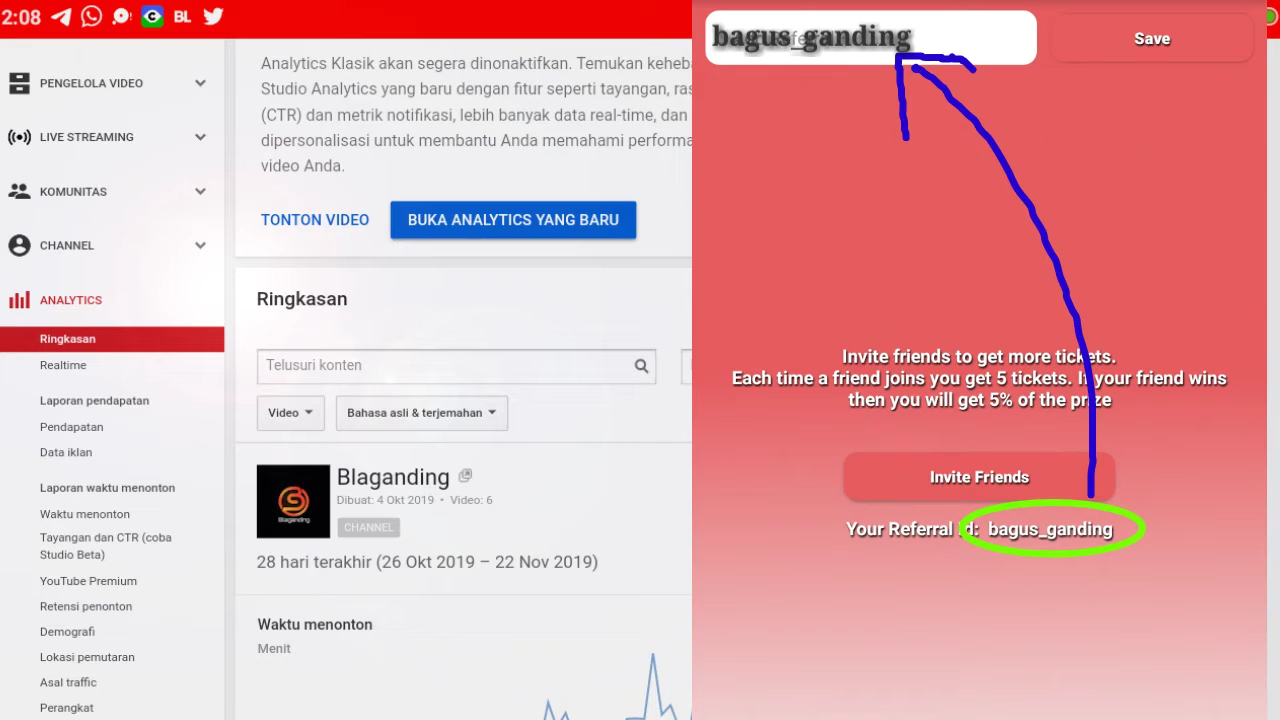 2:08
BL
PENGELOLA VIDEO
LIVE STREAMING
KOMUNITAS
CHANNEL
ANALYTICS
Ringkasan
Realtime
Laporan pendapatan
Pendapatan
Data iklan
Laporan waktu menonton
Waktu menonton
Tayangan dan CTR (coba
Studio Beta)
YouTube Premium
Retensi penonton
Demografi
Lokasi pemutaran
Asal traffic
Perangkat
Analytics Klasik akan segera dinonaktifkan. Temukan keheba
Studio Analytics yang baru dengan fitur seperti tayangan, ras
(CTR) dan metrik notifikasi, lebih banyak data real-time, dan
dipersonalisasi untuk membantu Anda memahami performa
video Anda.
TONTON VIDEO
BUKA ANALYTICS YANG BARU
Ringkasan
Telusuri konten
Video
Bahasa asli & terjemahan
Blaganding
Blaganding
Dibuat: 4 Okt 2019 • Video: 6
CHANNEL
28 hari terakhir (26 Okt 2019 – 22 Nov 2019)
Waktu menonton
Menit
bagus_ganding
Save
Invite friends to get more tickets.
Each time a friend joins you get 5 tickets. If your friend wins
then you will get 5% of the prize
Invite Friends
Your Referral id: bagus_ganding